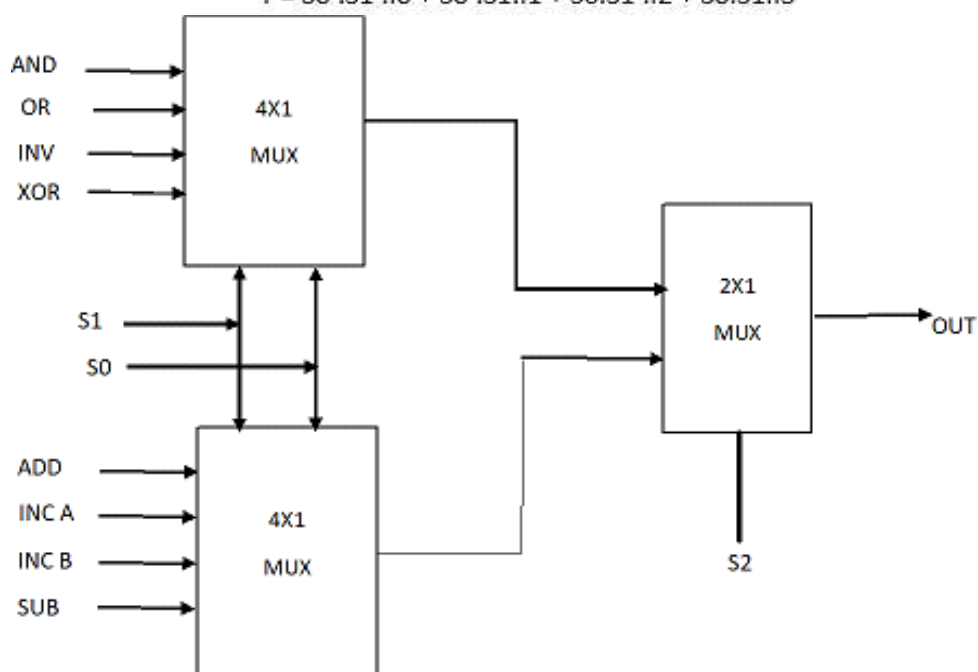 AND
OR
INV
XOR
4X1
MUX
S1
S0
2X1
MUX
OUT
ADD
INC A
INC B
SUB
4X1
MUX
S2